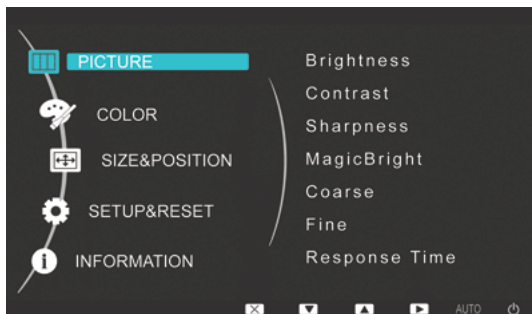 PICTURE
COLOR
SIZE&POSITION
SETUP&RESET
INFORMATION
Brightness
Contrast
Sharpness
MagicBright
Coarse
Fine
Response Time
AUTO